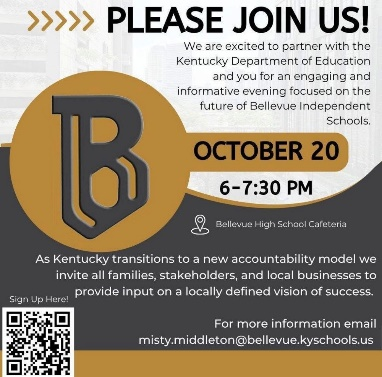 >>>>> PLEASE JOIN US!
We are excited to partner with the
Kentucky Department of Education
and you for an engaging and
informative evening focused on the
future of Bellevue Independent
Schools.
B
OCTOBER 20
6-7:30 PM
Bellevue High School Cafeteria
As Kentucky transitions to a new accountability model we
invite all families, stakeholders, and local businesses to
provide input on a locally defined vision of success.
Sign Up Here!
For more information email
misty.middleton@bellevue.kyschools.us